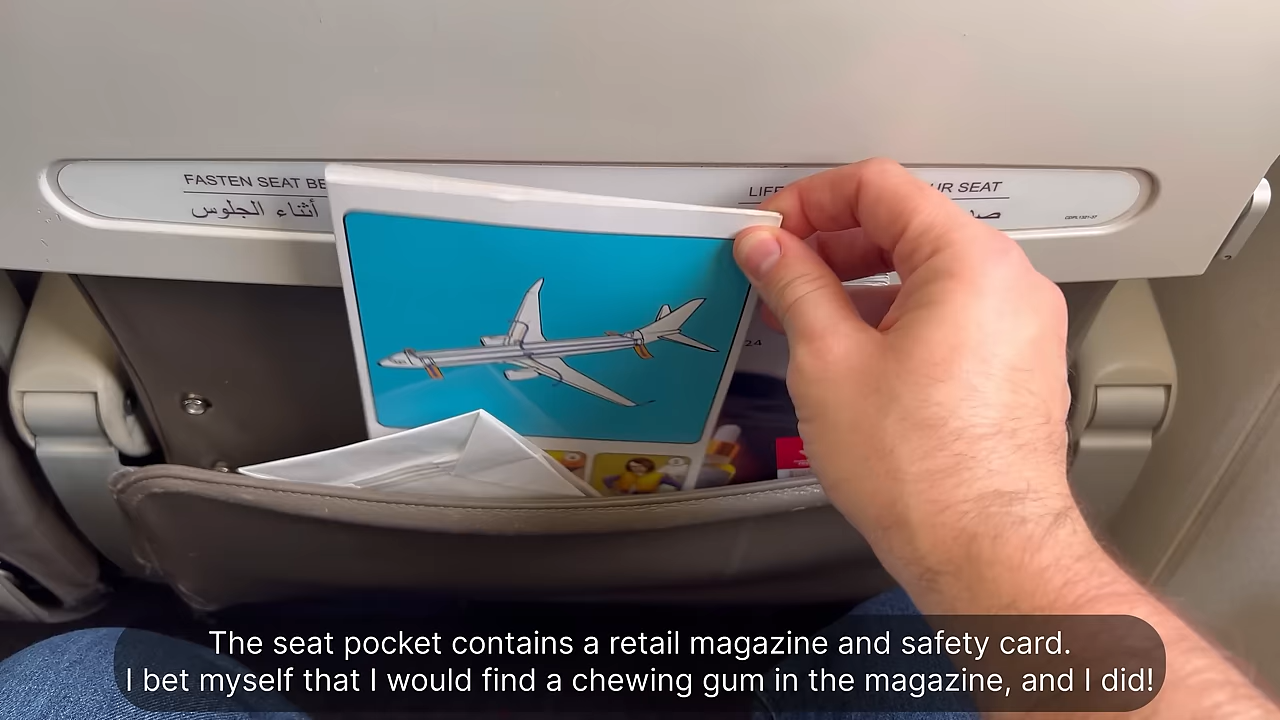 FASTEN SEAT BE
أثناء الجلوس
LIFE
UR SEAT
24
The seat pocket contains a retail magazine and safety card.
I bet myself that I would find a chewing gum in the magazine, and I did!